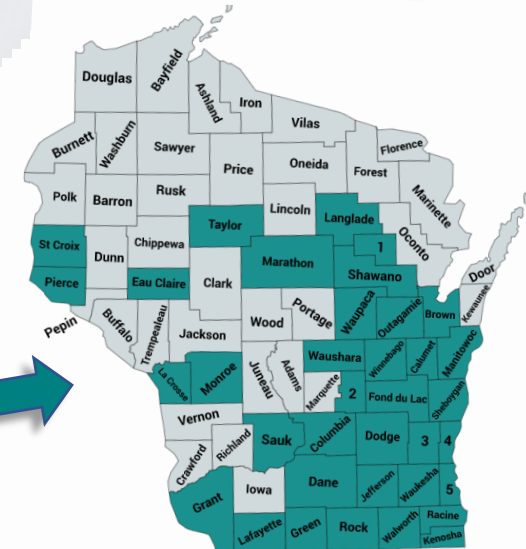 Douglas
Bayfield
Ashland
Iron
Vilas
Burnett
Washburn
Sawyer
Price
Oneida
Forest
Florence
Marinette
Polk
Barron
Rusk
Taylor
Lincoln
Langlade
Oconto
St Croix
Dunn
Chippewa
Marathon
1
Shawano
Door
Pierce
Eau Claire
Clark
Kewaunee
Pepin
Buffalo
Trempealeau
Jackson
Wood
Portage
Waupaca
Outagamie
Brown
La Crosse
Monroe
Juneau
Adams
Waushara
Marquette
2
Winnebago
Calumet
Manitowoc
Fond du Lac
Sheboygan
Vernon
Crawford
Richland
Sauk
Columbia
Dodge
3
4
Grant
Iowa
Dane
Jefferson
Waukesha
5
Lafayette
Green
Rock
Walworth
Racine
Kenosha